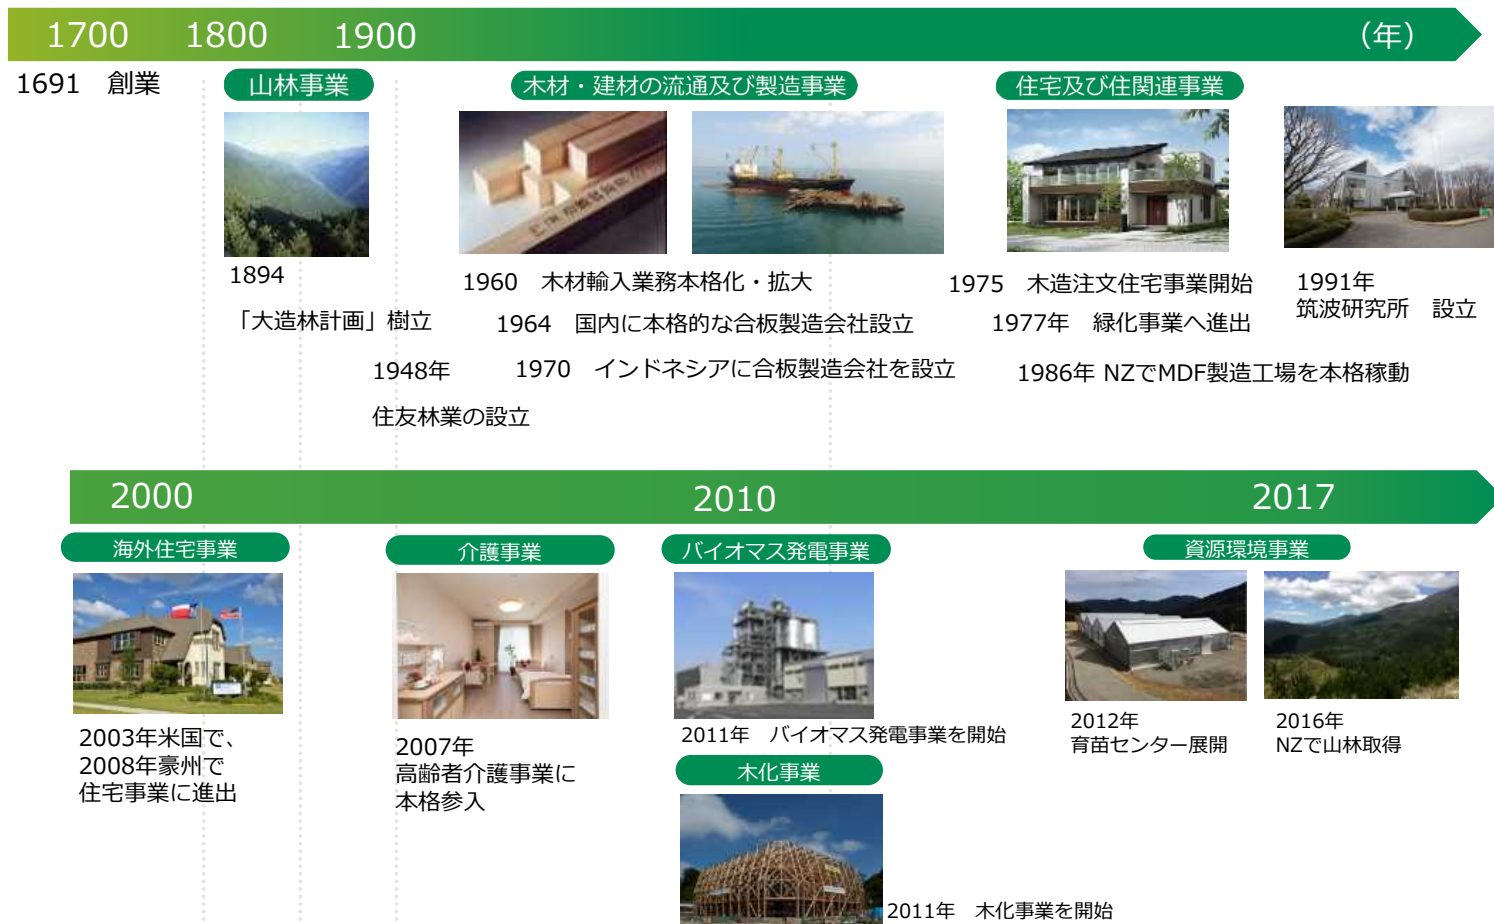 1700 1800 1900 (年)
1691 創業
山林事業
木材・建材の流通及び製造事業
住宅及び住関連事業
1894
「大造林計画」樹立
1948年
住友林業の設立
1960 木材輸入業務本格化・拡大
1964 国内に本格的な合板製造会社設立
1970 インドネシアに合板製造会社を設立
1975 木造注文住宅事業開始
1977年 緑化事業へ進出
1986年 NZでMDF製造工場を本格稼動
1991年
筑波研究所 設立
2000 2010 2017
海外住宅事業
2003年米国で、
2008年豪州で
住宅事業に進出
介護事業
2007年
高齢者介護事業に
本格参入
バイオマス発電事業
2011年 バイオマス発電事業を開始
木化事業
2011年 木化事業を開始
資源環境事業
2012年
育苗センター展開
2016年
NZで山林取得